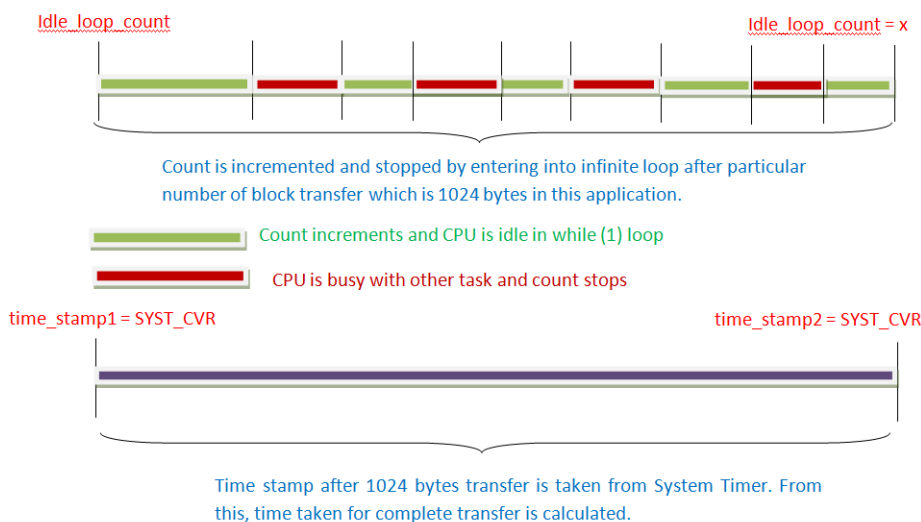 Idle_loop_count
Idle_loop_count = x
Count is incremented and stopped by entering into infinite loop after particular
number of block transfer which is 1024 bytes in this application.
Count increments and CPU is idle in while (1) loop
CPU is busy with other task and count stops
time_stamp1 = SYST_CVR
time_stamp2 = SYST_CVR
Time stamp after 1024 bytes transfer is taken from System Timer. From
this, time taken for complete transfer is calculated.